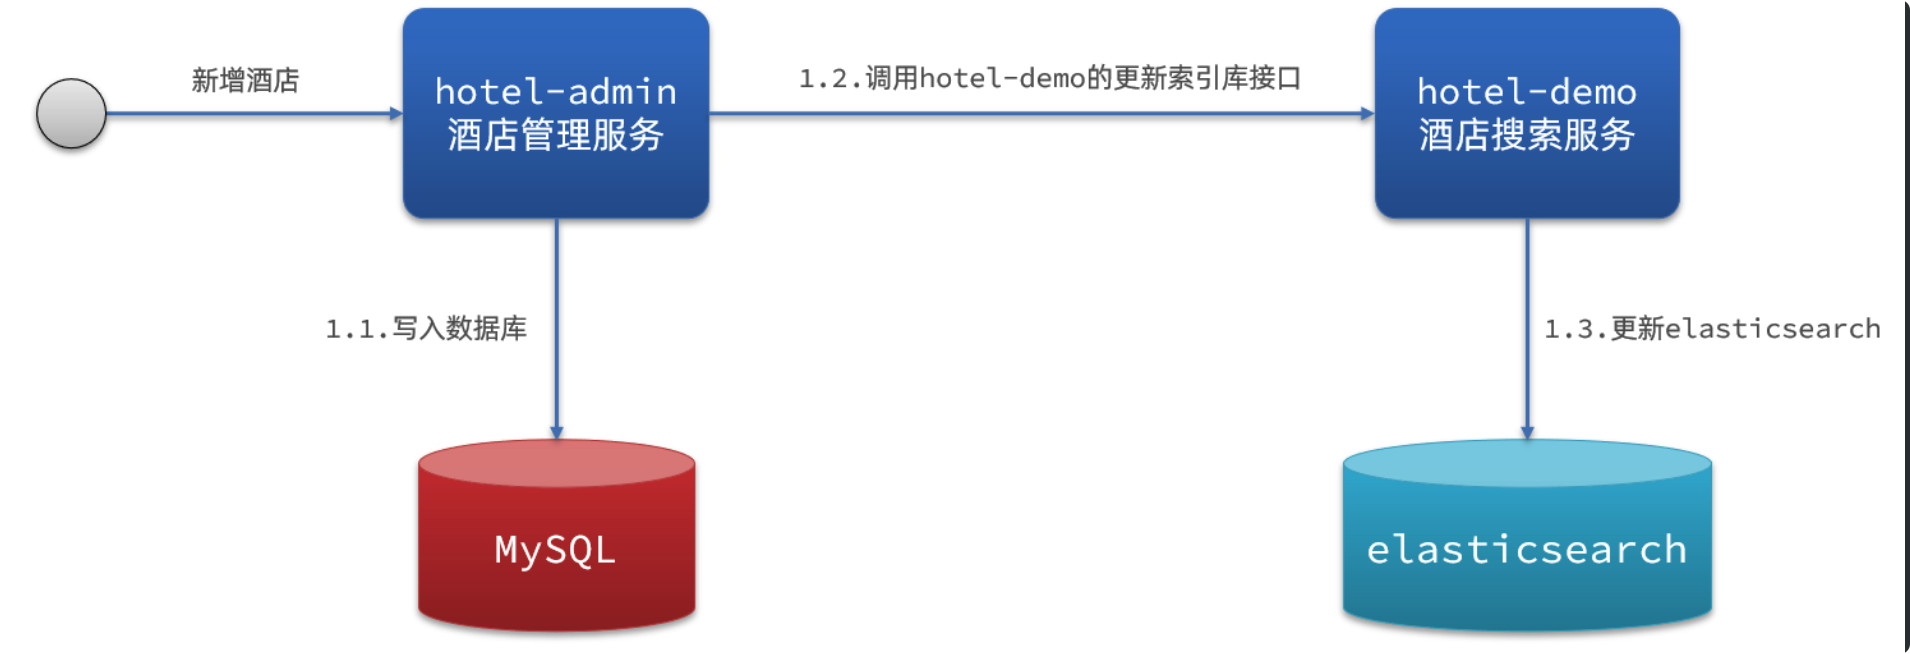 新增酒店
hotel-admin
酒店管理服务
1.2.调用hotel-demo的更新索引库接口
hotel-demo
酒店搜索服务
1.1.写入数据库
1.3.更新elasticsearch
MySQL
elasticsearch